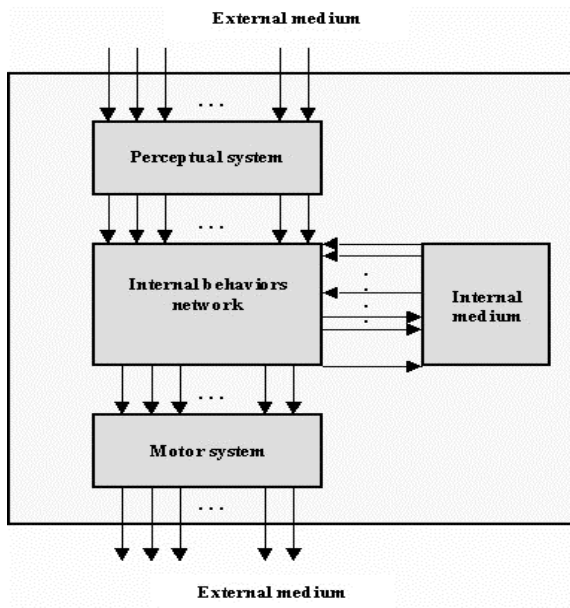 External medium
. . .
Perceptual system
. . .
Internal behaviors
network
Internal
medium
. . .
Motor system
. . .
External medium